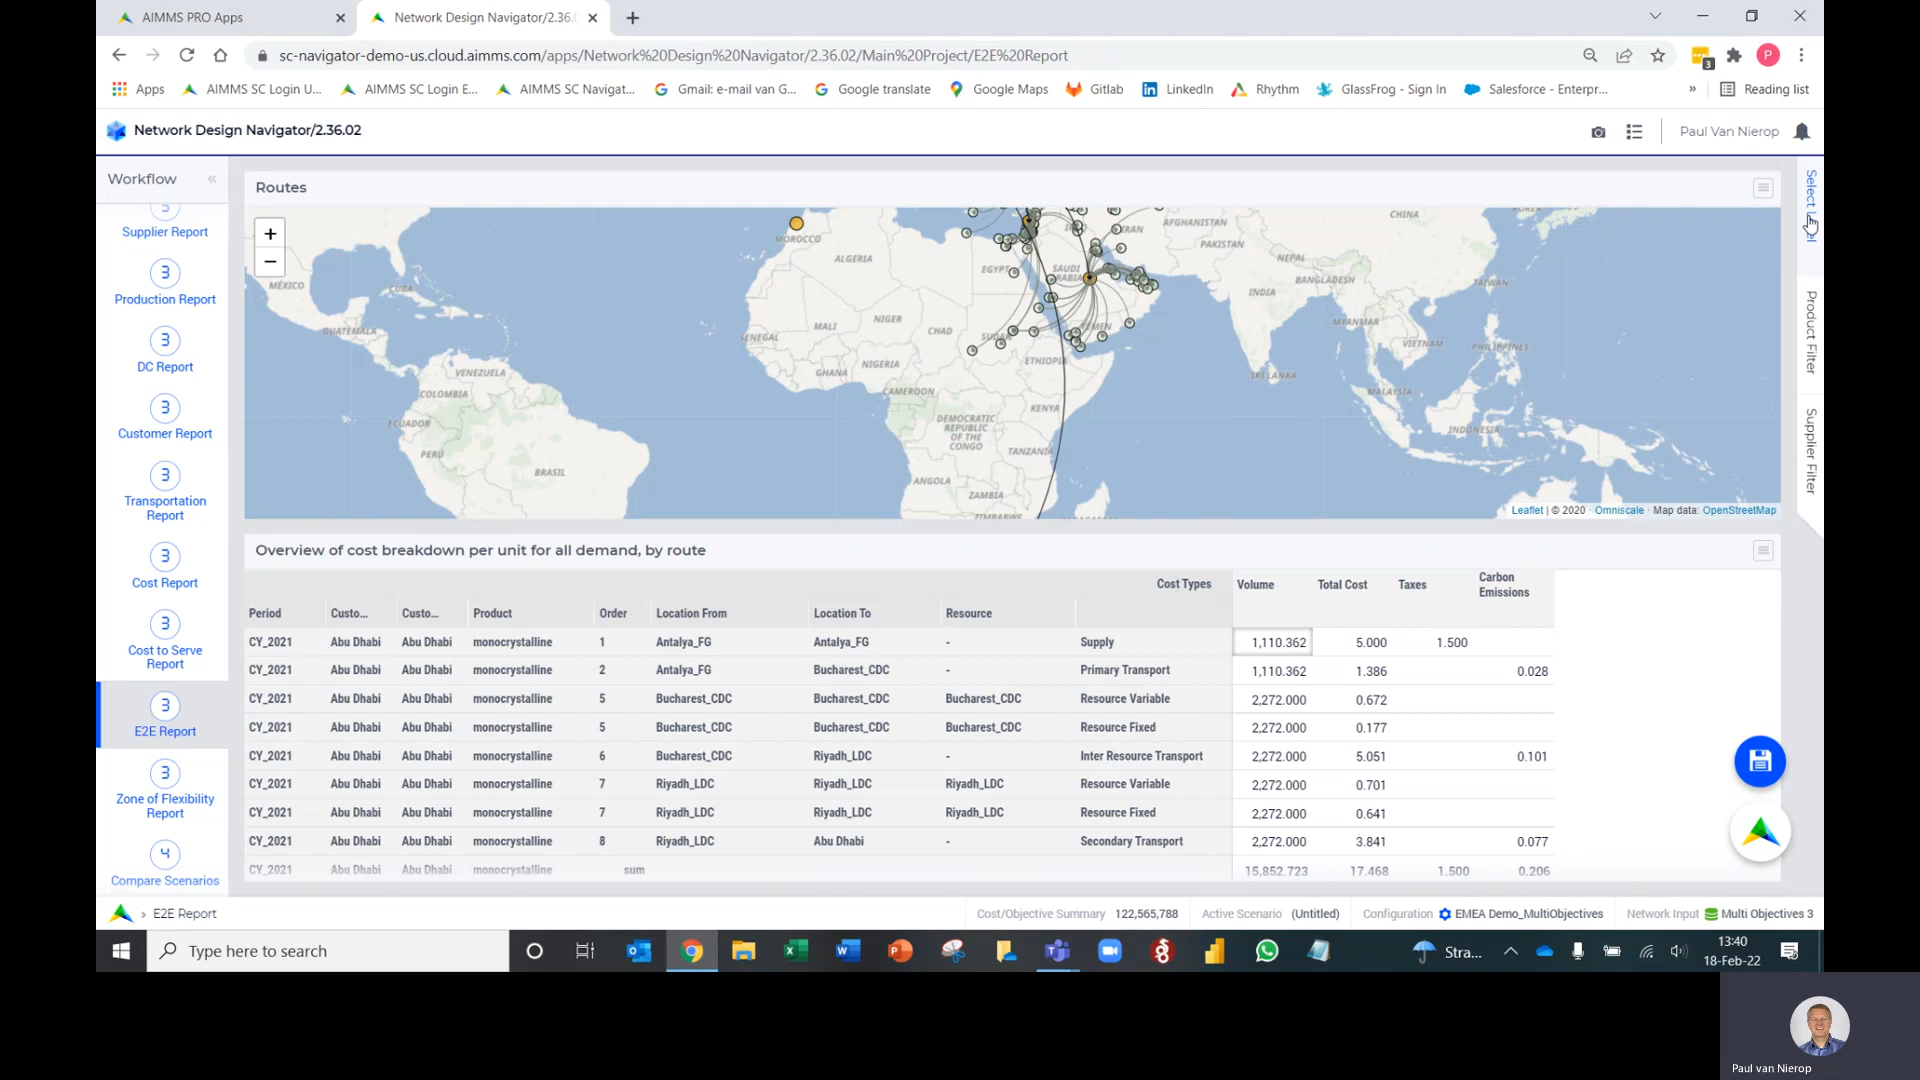 AIMMS PRO Apps
Network Design Navigator/2.36.0
sc-navigator-demo-us.cloud.aimms.com/apps/Network%20Design%20Navigator/2.36.02/Main%20Project/E2E%20Report
3
P
Apps
AIMMS SC Login U...
AIMMS SC Login E...
AIMMS SC Navigat...
Gmail: e-mail van G...
Google translate
Google Maps
Gitlab
LinkedIn
Rhythm
GlassFrog - Sign In
Salesforce - Enterpr...
»
Reading list
Network Design Navigator/2.36.02
Paul Van Nierop
Workflow «
3
Supplier Report
3
Production Report
3
DC Report
3
Customer Report
3
Transportation
Report
3
Cost Report
3
Cost to Serve
Report
3
E2E Report
3
Zone of Flexibility
Report
4
Compare Scenarios
Routes
+
−
MÉXICO
CUBA
GUATEMALA
VENEZUELA
COLOMBIA
ECUADOR
PERÚ
BRASIL
MOROCCO
ALGERIA
EGYPT
SAUDI
ARABIA
IRAN
AFGHANISTAN
PAKISTAN
NEPAL
BANGLADESH
CHINA
TAIWAN
INDIA
MYANMAR
VIETNAM
PHILIPPINES
SRI LANKA
MALAYSIA
INDONESIA
SENEGAL
MALI
NIGER
CHAD
SUDAN
YEMEN
GHANA
NIGERIA
CAMEROON
ETHIOPIA
KENYA
DEMOCRATIC
REPUBLIC
OF THE
CONGO
TANZANIA
ANGOLA
ZAMBIA
ZIMBABWE
Leaflet | © 2020 · Omniscale · Map data: OpenStreetMap
Select Level
Product Filter
Supplier Filter
Overview of cost breakdown per unit for all demand, by route
Cost Types Volume Total Cost Taxes Carbon Emissions
Period Custo... Custo... Product Order Location From Location To Resource
CY_2021 Abu Dhabi Abu Dhabi monocrystalline 1 Antalya_FG Antalya_FG - Supply 1,110.362 5.000 1.500
CY_2021 Abu Dhabi Abu Dhabi monocrystalline 2 Antalya_FG Bucharest_CDC - Primary Transport 1,110.362 1.386 0.028
CY_2021 Abu Dhabi Abu Dhabi monocrystalline 5 Bucharest_CDC Bucharest_CDC Bucharest_CDC Resource Variable 2,272.000 0.672
CY_2021 Abu Dhabi Abu Dhabi monocrystalline 5 Bucharest_CDC Bucharest_CDC Bucharest_CDC Resource Fixed 2,272.000 0.177
CY_2021 Abu Dhabi Abu Dhabi monocrystalline 6 Bucharest_CDC Riyadh_LDC - Inter Resource Transport 2,272.000 5.051 0.101
CY_2021 Abu Dhabi Abu Dhabi monocrystalline 7 Riyadh_LDC Riyadh_LDC Riyadh_LDC Resource Variable 2,272.000 0.701
CY_2021 Abu Dhabi Abu Dhabi monocrystalline 7 Riyadh_LDC Riyadh_LDC Riyadh_LDC Resource Fixed 2,272.000 0.641
CY_2021 Abu Dhabi Abu Dhabi monocrystalline 8 Riyadh_LDC Abu Dhabi - Secondary Transport 2,272.000 3.841 0.077
CY_2021 Abu Dhabi Abu Dhabi monocrystalline sum 15,852.723 17.468 1.500 0.206
› E2E Report
Cost/Objective Summary 122,565,788
Active Scenario (Untitled)
Configuration EMEA Demo_MultiObjectives
Network Input Multi Objectives 3
Type here to search
Stra...
13:40
18-Feb-22
Paul van Nierop